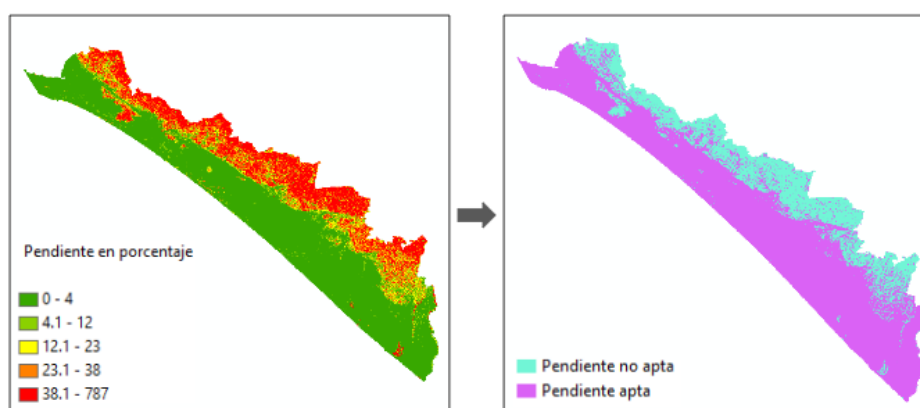 Pendiente en porcentaje
0 - 4
4.1 - 12
12.1 - 23
23.1 - 38
38.1 - 787
Pendiente no apta
Pendiente apta